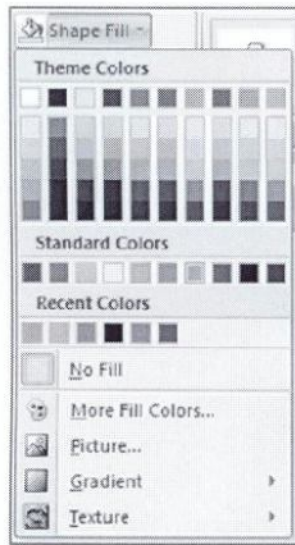 Shape Fill
Theme Colors
Standard Colors
Recent Colors
No Fill
More Fill Colors...
Picture...
Gradient
Texture